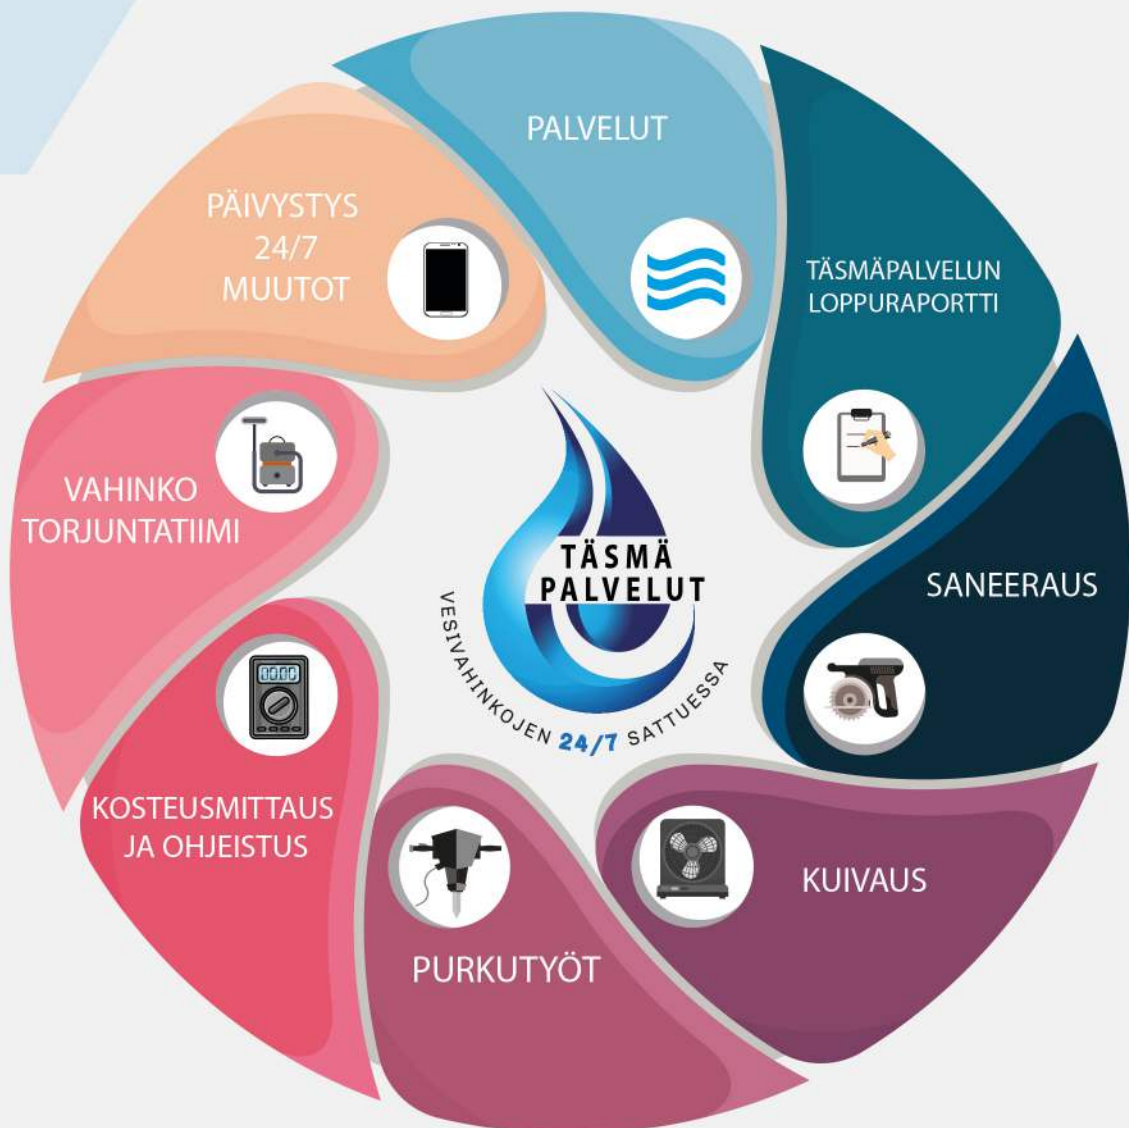 PALVELUT
TÄSMÄPALVELUN
LOPPURAPORTTI
SANEERAUS
KUIVAUS
PURKUTYÖT
KOSTEUSMITTAUS
JA OHJEISTUS
0000
VAHINKO
TORJUNTATIIMI
PÄIVYSTYS
24/7
MUUTOT
TÄSMÄ
PALVELUT
VESIVAHINKOJEN 24/7 SATTUESSA